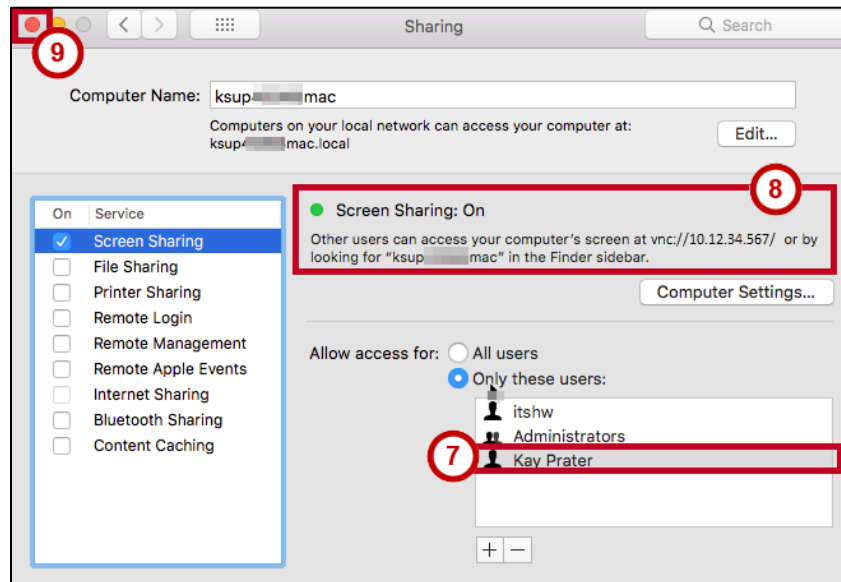 9
Sharing
Search
Computer Name: ksup mac
Computers on your local network can access your computer at:
ksup mac.local
Edit...
8
On Service
Screen Sharing
File Sharing
Printer Sharing
Remote Login
Remote Management
Remote Apple Events
Internet Sharing
Bluetooth Sharing
Content Caching
Screen Sharing: On
Other users can access your computer's screen at vnc://10.12.34.567/ or by
looking for "ksup mac" in the Finder sidebar.
Computer Settings...
Allow access for: All users
Only these users:
itshw
Administrators
7
Kay Prater
+ −